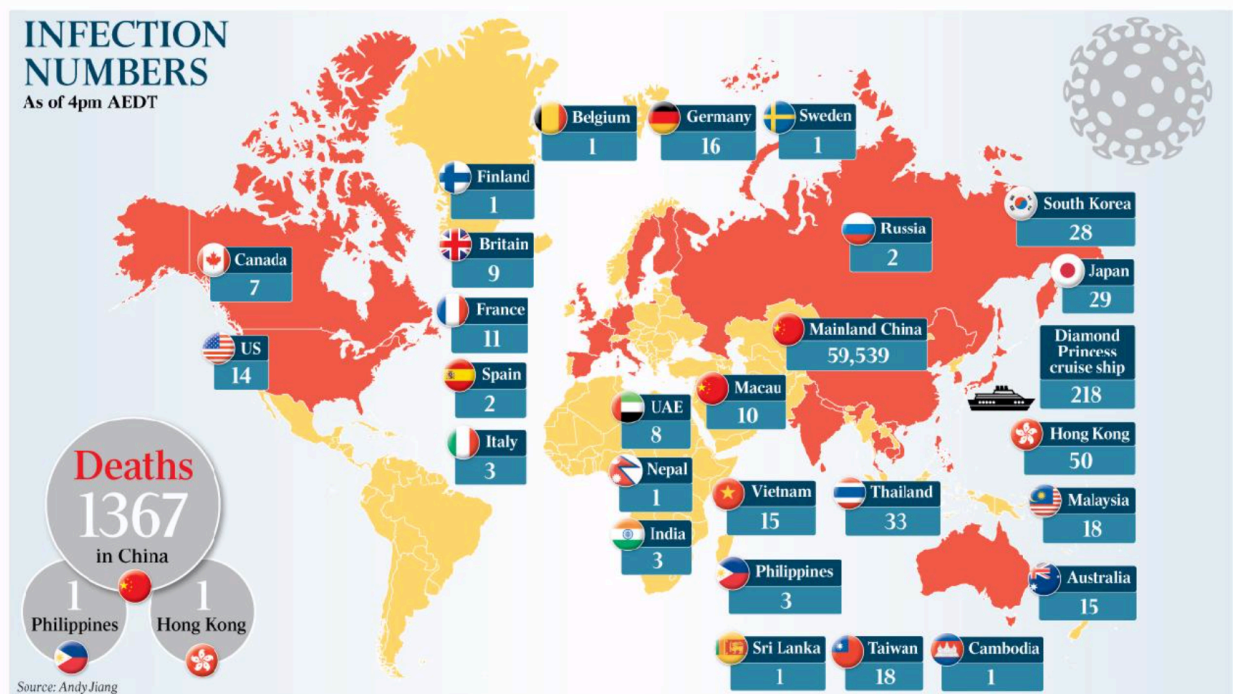 INFECTION
NUMBERS
As of 4pm AEDT
Belgium
1
Germany
16
Sweden
1
Finland
1
South Korea
28
Russia
2
Britain
9
Canada
7
Japan
29
France
11
Mainland China
59,539
Diamond
Princess
cruise ship
218
US
14
Spain
2
Macau
10
UAE
8
Italy
3
Hong Kong
50
Nepal
1
Vietnam
15
Thailand
33
Malaysia
18
India
3
Philippines
3
Australia
15
Sri Lanka
1
Taiwan
18
Cambodia
1
Deaths
1367
in China
1
Philippines
1
Hong Kong
Source: Andy Jiang